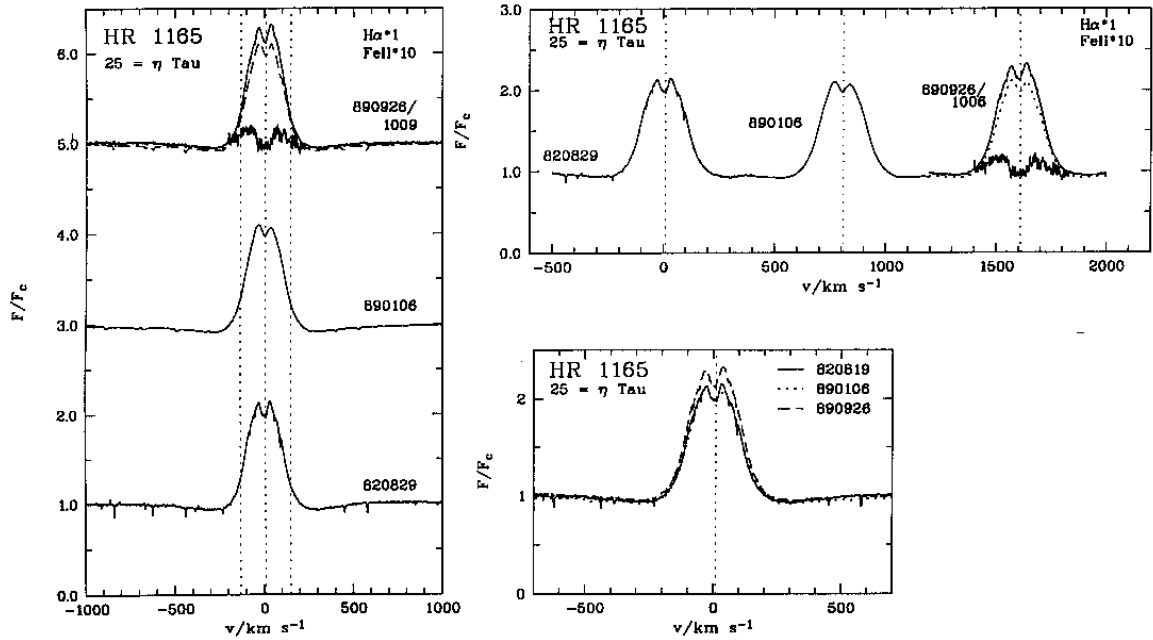 HR 1165
25 = η Tau
Hα*1
FeII*10
890926/
1009
890106
820829
6.0
5.0
4.0
3.0
2.0
1.0
0.0
F/Fc
−1000
−500
0
500
1000
v/km s⁻¹
HR 1165
25 = η Tau
Hα*1
FeII*10
890926/
1006
890106
820829
3.0
2.0
1.0
0.0
F/Fc
−500
0
500
1000
1500
2000
v/km s⁻¹
HR 1165
25 = η Tau
820819
890106
890926
2
1
0
F/Fc
−500
0
500
v/km s⁻¹